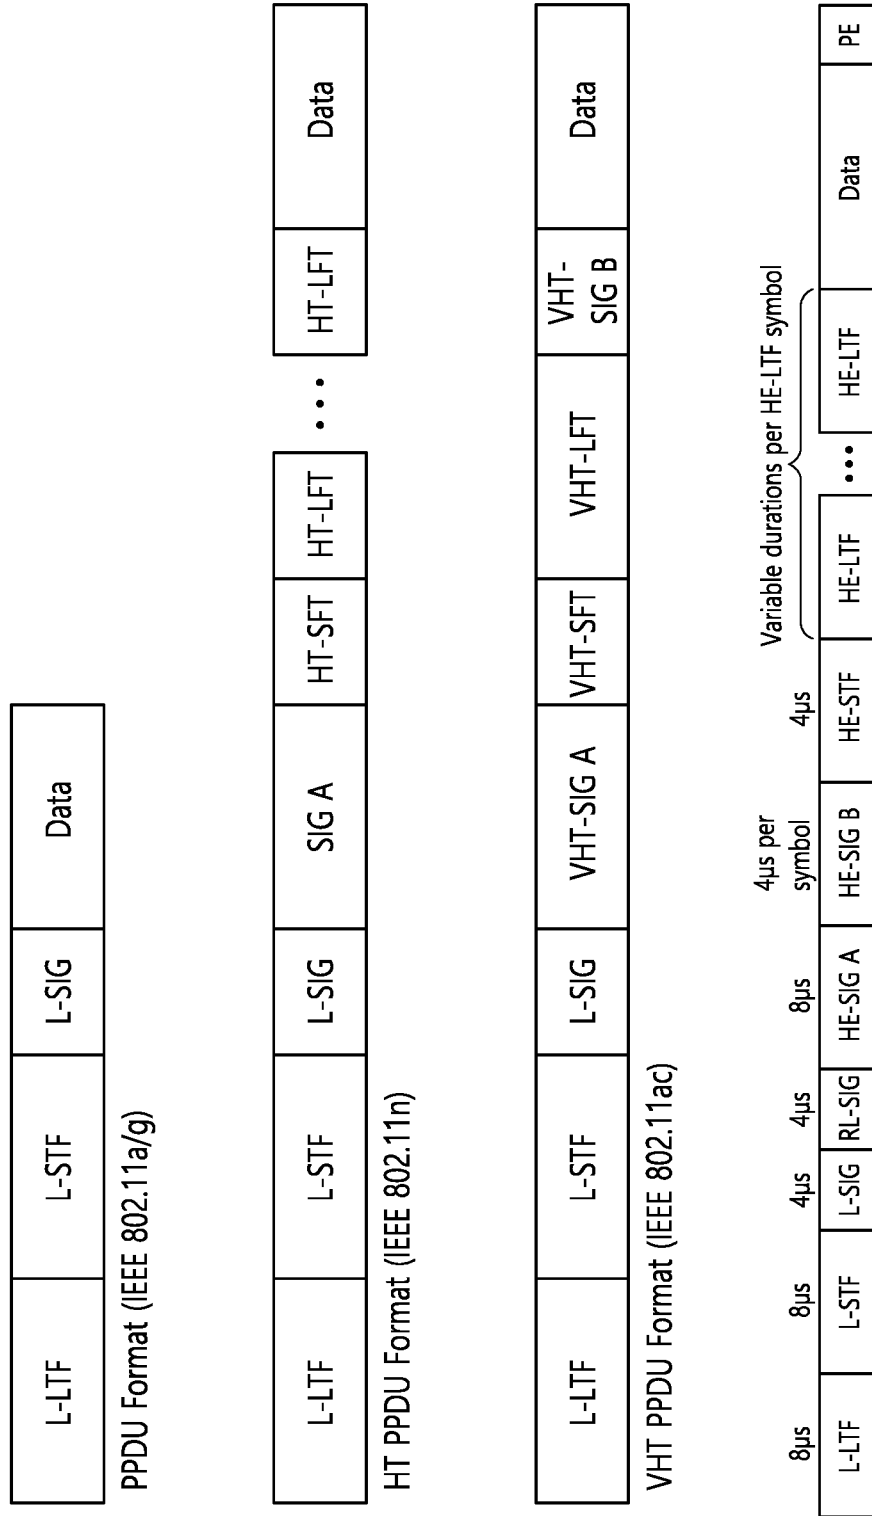 L-LTF
L-STF
L-SIG
Data
PPDU Format (IEEE 802.11a/g)
L-LTF
L-STF
L-SIG
SIG A
HT-SFT
HT-LFT
• • •
HT-LFT
Data
HT PPDU Format (IEEE 802.11n)
L-LTF
L-STF
L-SIG
VHT-SIG A
VHT-SFT
VHT-LFT
VHT-
SIG B
Data
VHT PPDU Format (IEEE 802.11ac)
8µs
8µs
4µs
4µs
8µs
4µs per
symbol
4µs
Variable durations per HE-LTF symbol
L-LTF
L-STF
L-SIG
RL-SIG
HE-SIG A
HE-SIG B
HE-STF
HE-LTF
•••
HE-LTF
Data
PE